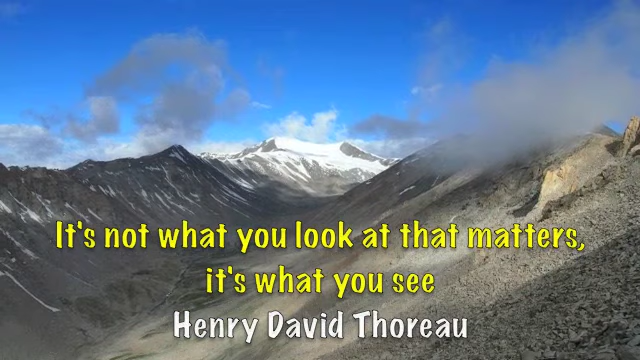 It's not what you look at that matters,
it's what you see
Henry David Thoreau